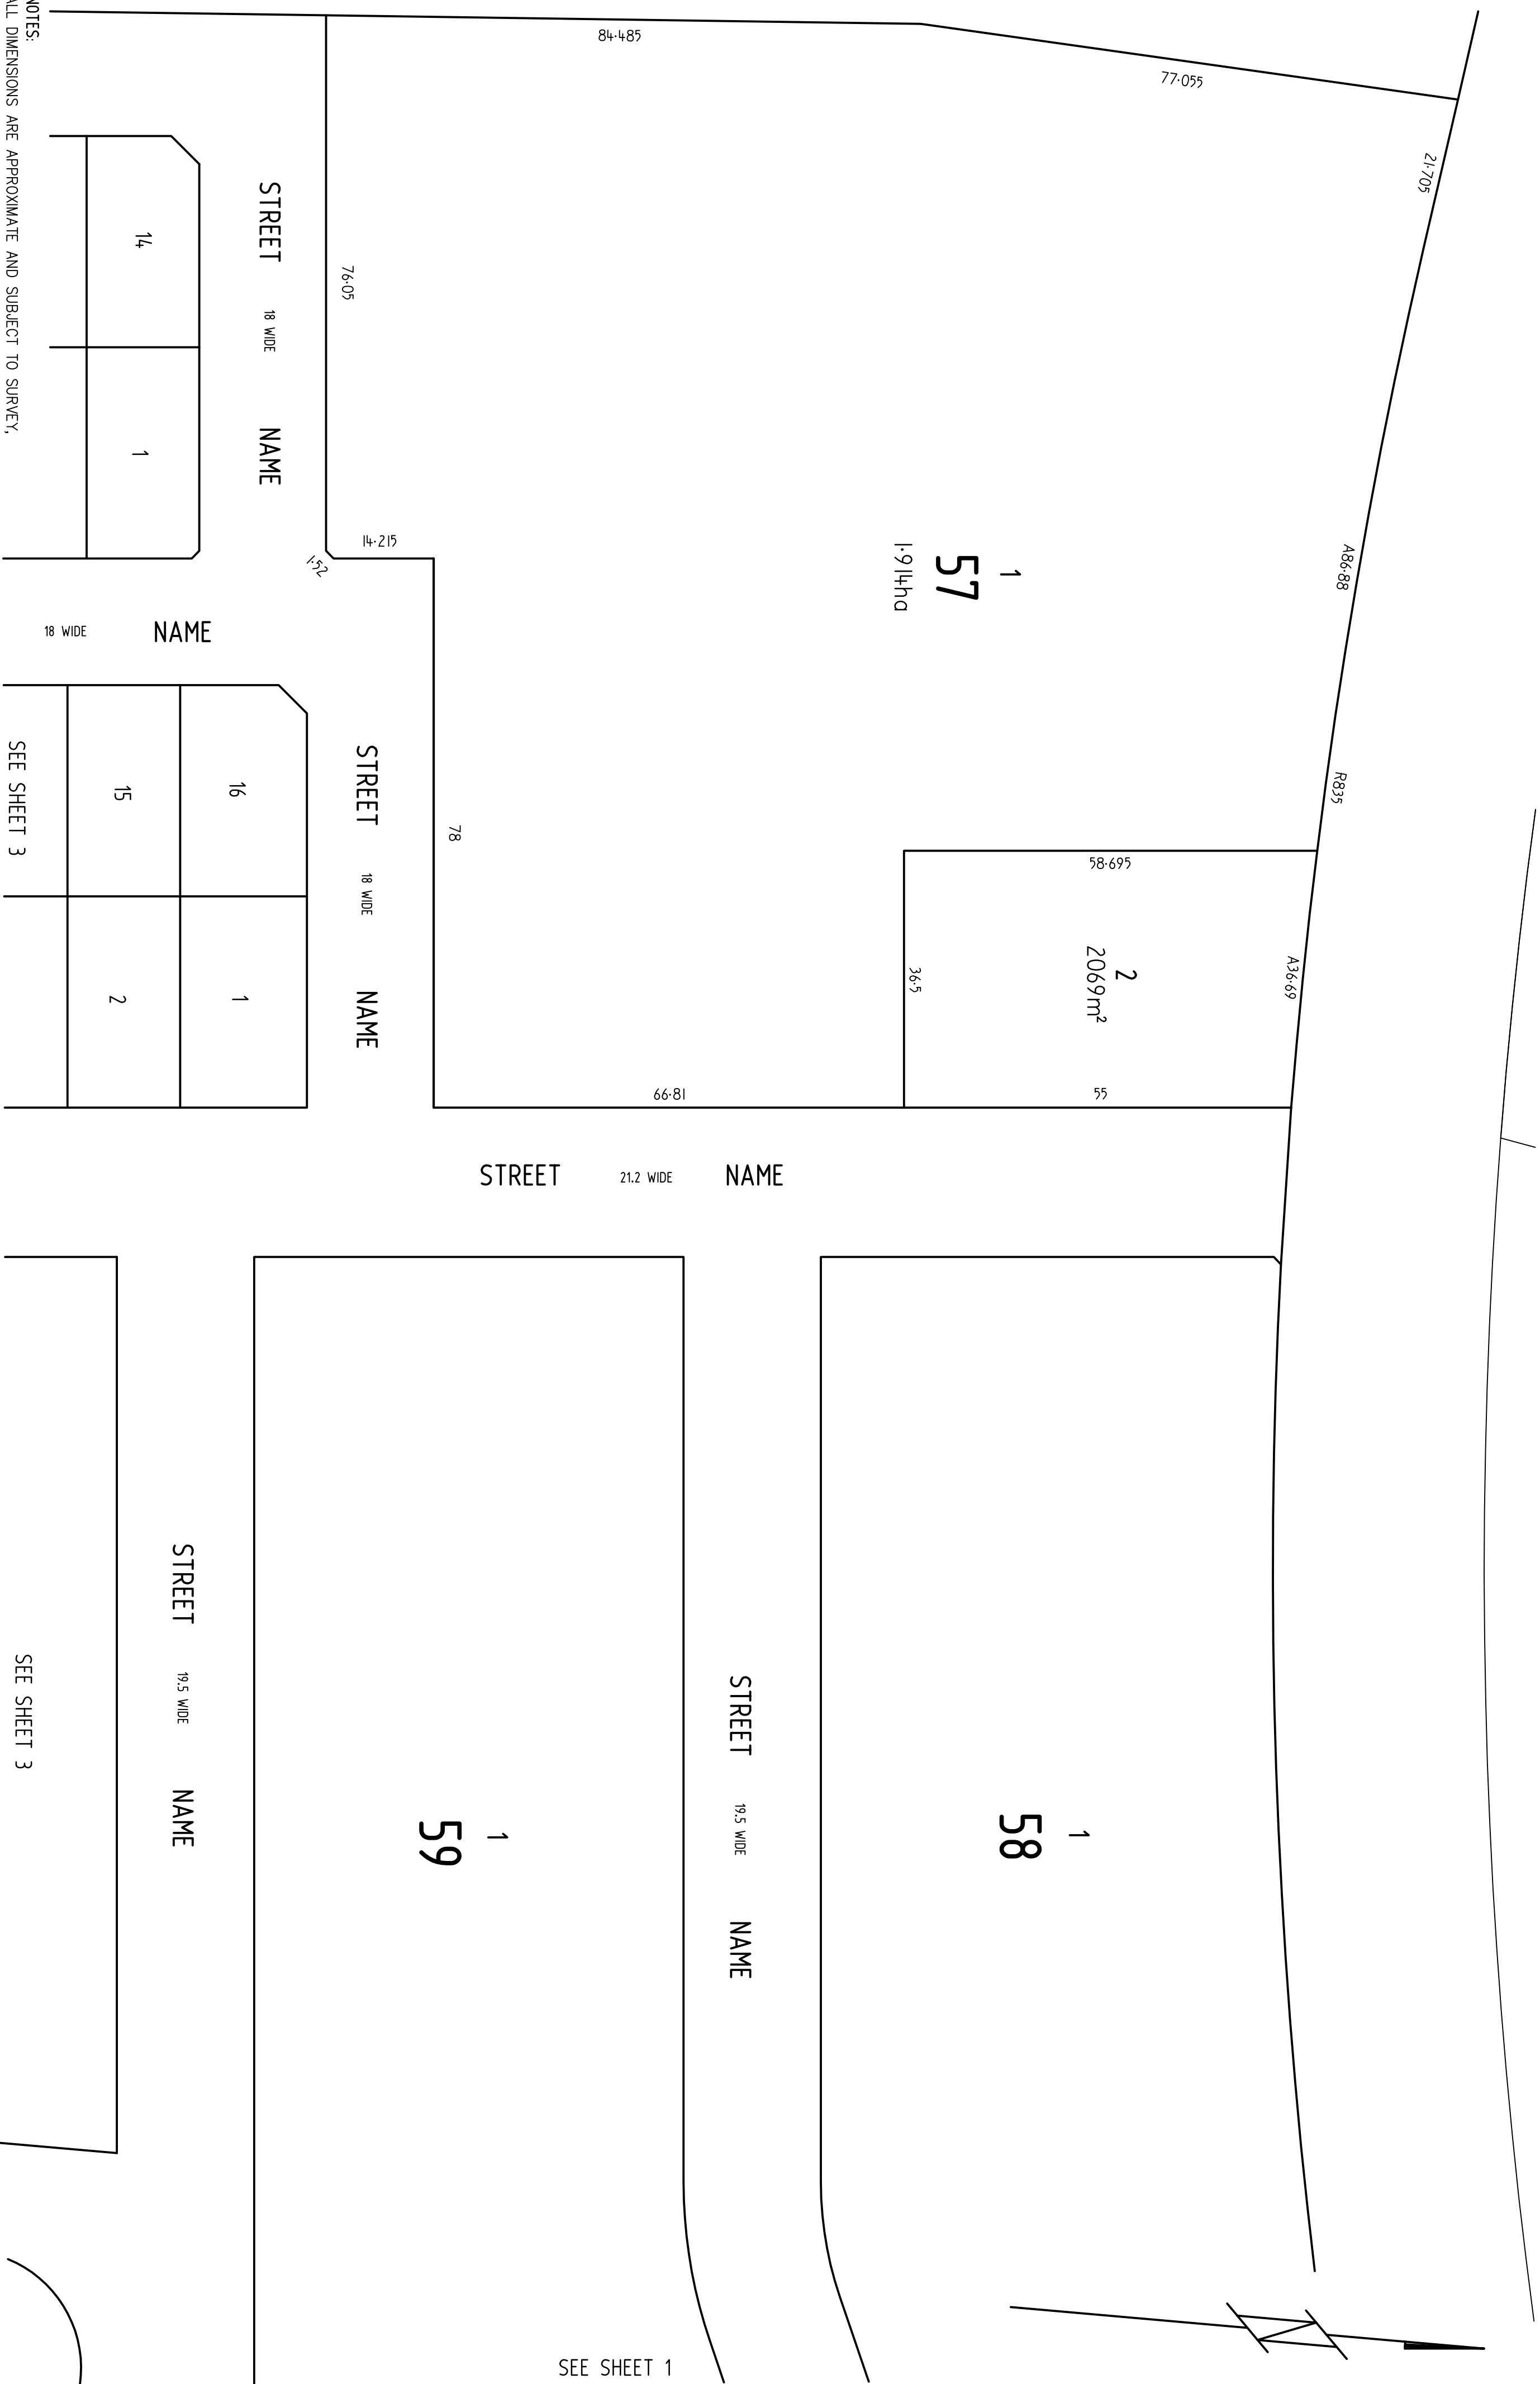 NOTES:
ALL DIMENSIONS ARE APPROXIMATE AND SUBJECT TO SURVEY,
84·485
77·055
21·705
14
STREET 18 WIDE NAME
76·05
1
14·215
1·52
1
57
1·914ha
A86·88
R835
18 WIDE NAME
SEE SHEET 3
15
16
STREET 18 WIDE NAME
78
58·695
2
2069m²
36·5
A36·69
2
1
66·81
55
STREET 21.2 WIDE NAME
STREET 19.5 WIDE NAME
SEE SHEET 3
STREET 19.5 WIDE NAME
1
59
1
58
SEE SHEET 1